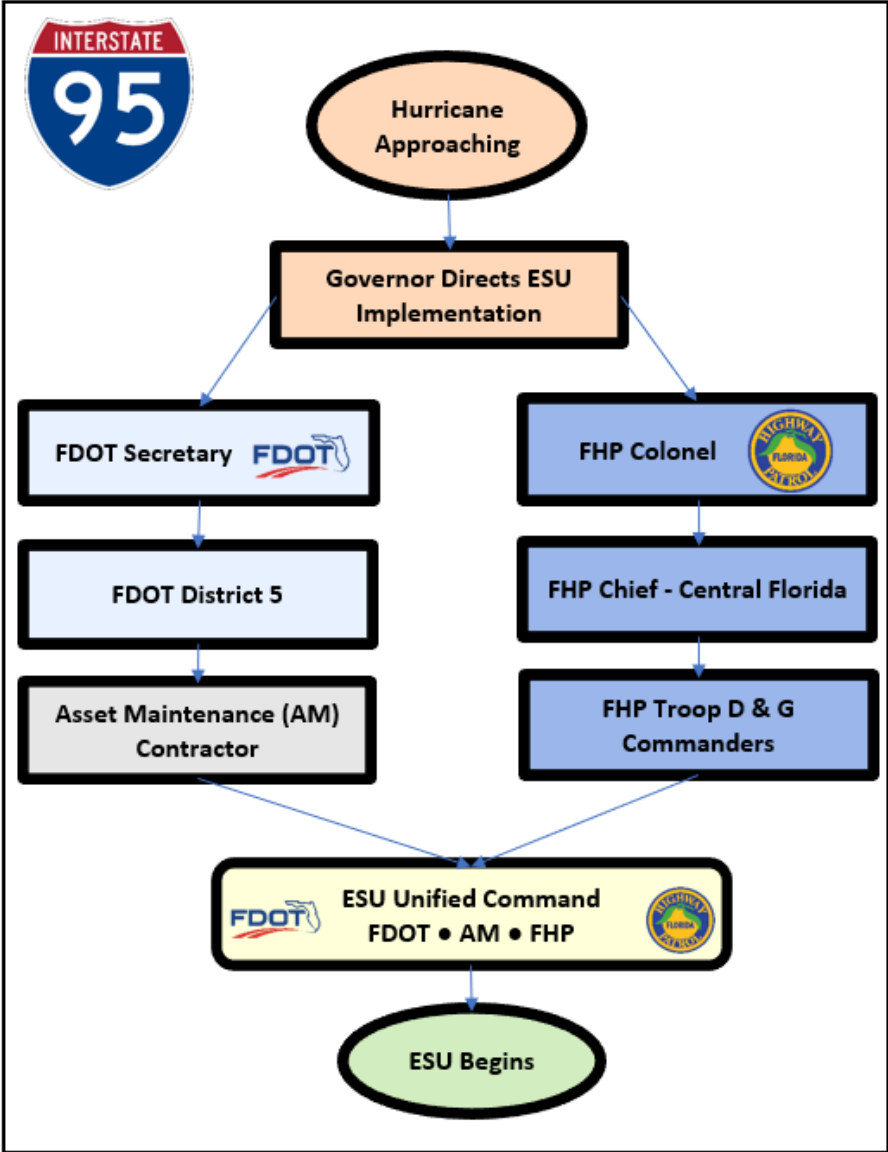 INTERSTATE
95
Hurricane
Approaching
Governor Directs ESU
Implementation
FDOT Secretary
FDOT
FHP Colonel
HIGHWAY
FLORIDA
PATROL
FDOT District 5
FHP Chief - Central Florida
Asset Maintenance (AM)
Contractor
FHP Troop D & G
Commanders
FDOT
ESU Unified Command
FDOT ● AM ● FHP
HIGHWAY
FLORIDA
PATROL
ESU Begins